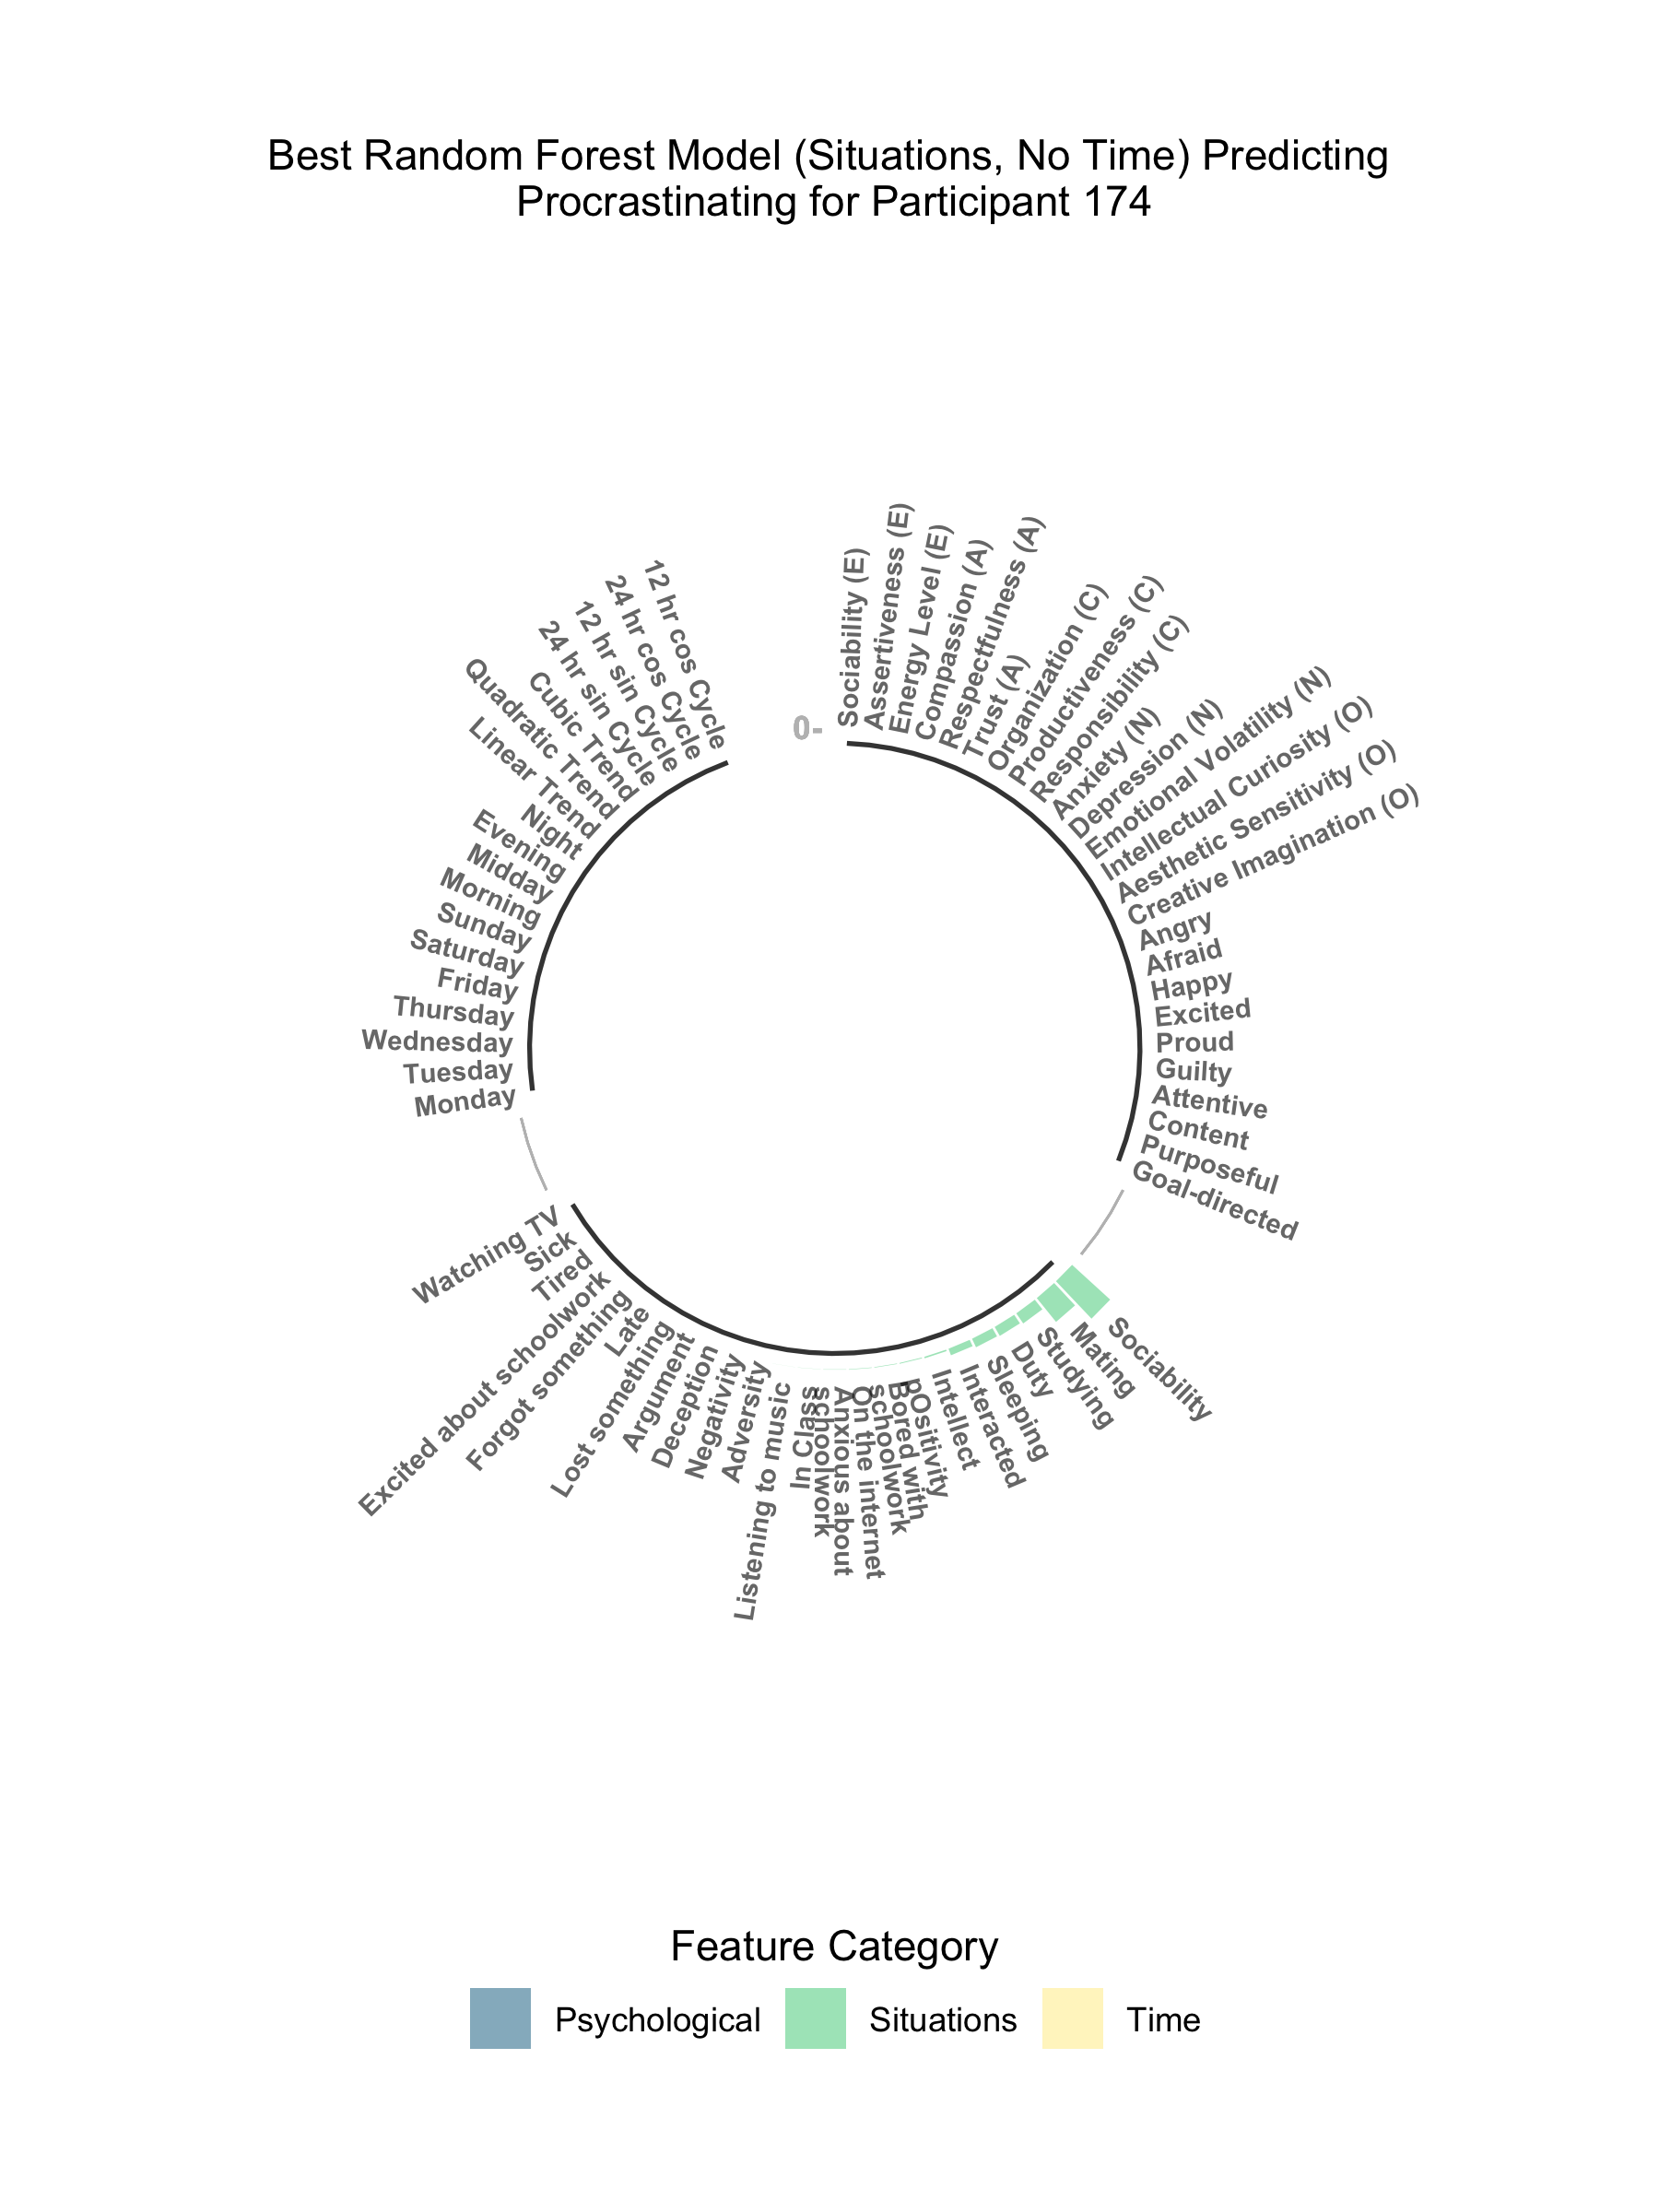 Best Random Forest Model (Situations, No Time) Predicting
Procrastinating for Participant 174
0-
Sociability (E)
Assertiveness (E)
Energy Level (E)
Compassion (A)
Respectfulness (A)
Trust (A)
Organization (C)
Productiveness (C)
Responsibility (C)
Anxiety (N)
Depression (N)
Emotional Volatility (N)
Intellectual Curiosity (O)
Aesthetic Sensitivity (O)
Creative Imagination (O)
Angry
Afraid
Happy
Excited
Proud
Guilty
Attentive
Content
Purposeful
Goal-directed
Sociability
Mating
Studying
Duty
Sleeping
Interacted
Intellect
pOsitivity
Bored with
schoolwork
On the internet
Anxious about
schoolwork
In Class
Listening to music
Adversity
Negativity
Deception
Argument
Lost something
Late
Forgot something
Excited about schoolwork
Tired
Sick
Watching TV
Monday
Tuesday
Wednesday
Thursday
Friday
Saturday
Sunday
Morning
Midday
Evening
Night
Linear Trend
Quadratic Trend
Cubic Trend
24 hr sin Cycle
12 hr sin Cycle
24 hr cos Cycle
12 hr cos Cycle
Feature Category
Psychological
Situations
Time